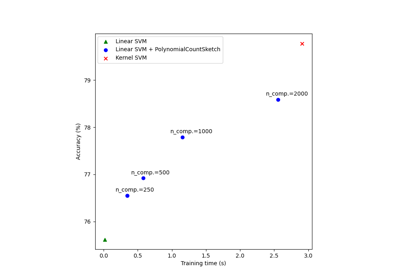 Linear SVM
Linear SVM + PolynomialCountSketch
Kernel SVM
79
n_comp.=2000
78
n_comp.=1000
77
n_comp.=500
n_comp.=250
76
Accuracy (%)
0.0 0.5 1.0 1.5 2.0 2.5 3.0
Training time (s)